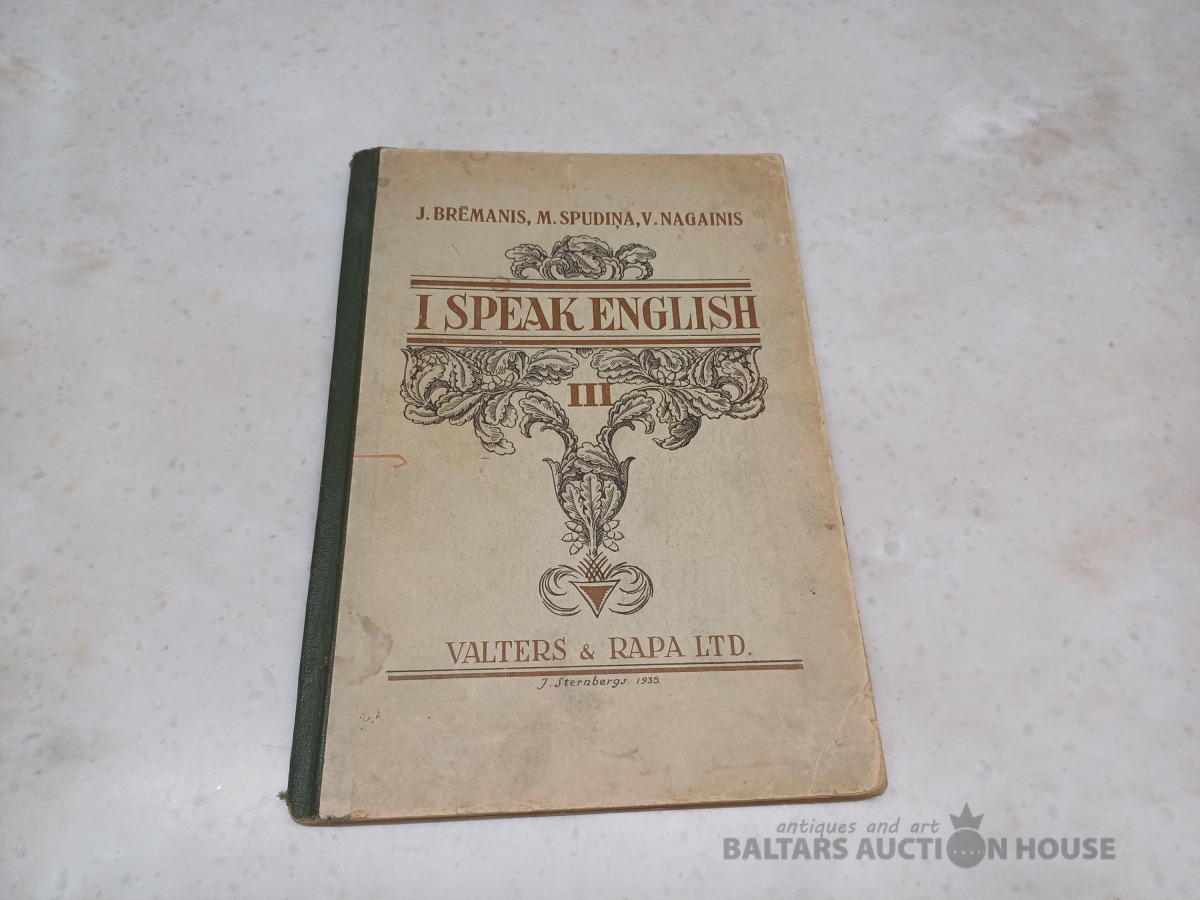 J. BRĒMANIS, M. SPUDIŅA, V. NAGAINIS
I SPEAK ENGLISH
III
VALTERS & RAPA LTD.
J. Sternbergs. 1935.
antiques and art
BALTARS AUCTION HOUSE